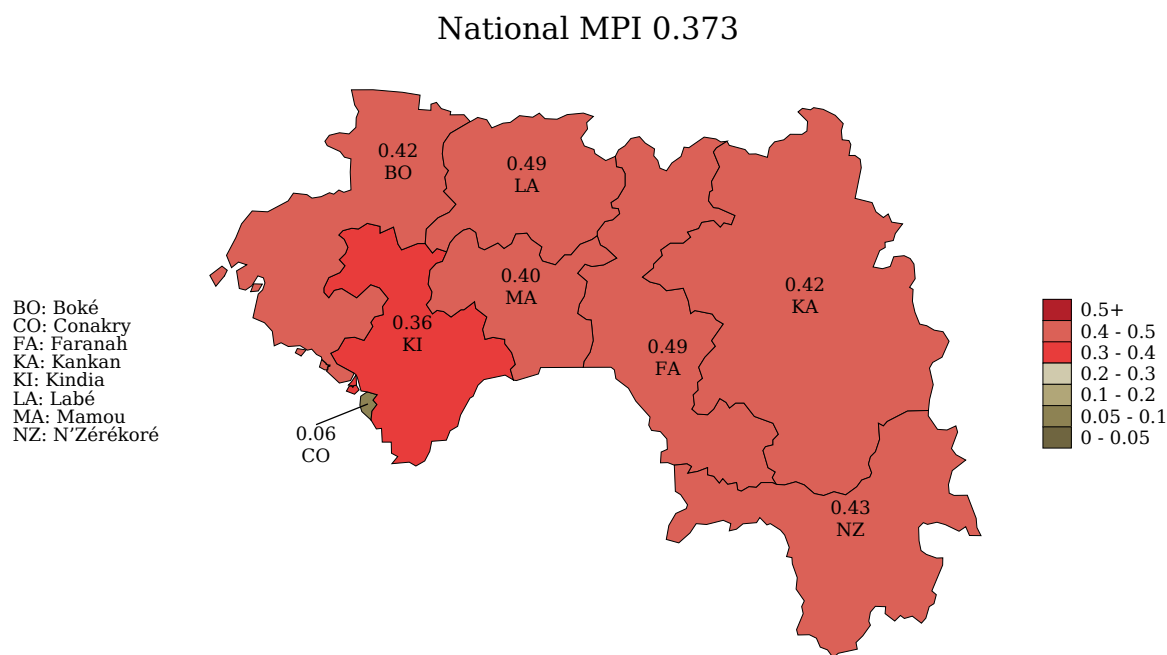 National MPI 0.373
0.42
BO
0.49
LA
0.40
MA
0.42
KA
0.36
KI
0.49
FA
0.06
CO
0.43
NZ
BO: Boké
CO: Conakry
FA: Faranah
KA: Kankan
KI: Kindia
LA: Labé
MA: Mamou
NZ: N'Zérékoré
0.5+
0.4 - 0.5
0.3 - 0.4
0.2 - 0.3
0.1 - 0.2
0.05 - 0.1
0 - 0.05